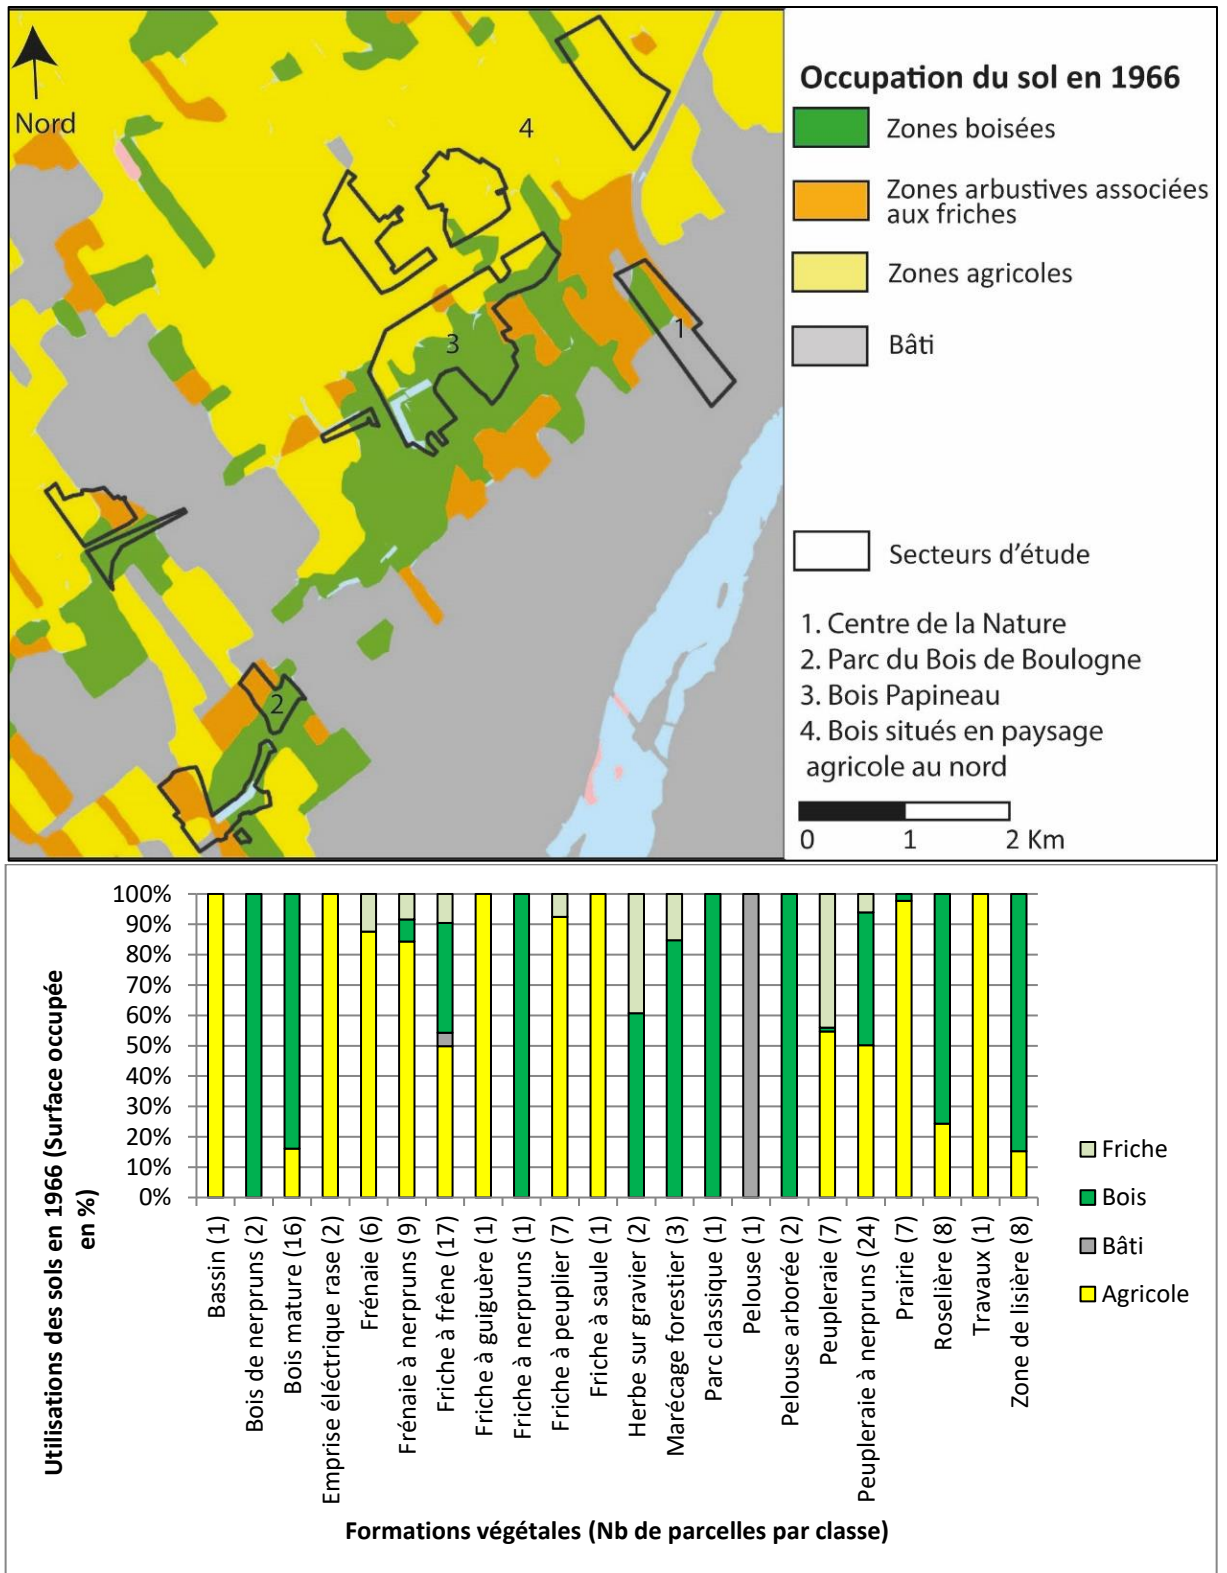 Nord
4
3
1
2
Occupation du sol en 1966
Zones boisées
Zones arbustives associées
aux friches
Zones agricoles
Bâti
Secteurs d'étude
1. Centre de la Nature
2. Parc du Bois de Boulogne
3. Bois Papineau
4. Bois situés en paysage
agricole au nord
0 1 2 Km
Utilisations des sols en 1966 (Surface occupée
en %)
100%
90%
80%
70%
60%
50%
40%
30%
20%
10%
0%
Bassin (1)
Bois de nerpruns (2)
Bois mature (16)
Emprise éléctrique rase (2)
Frénaie (6)
Frénaie à nerpruns (9)
Friche à frêne (17)
Friche à guiguère (1)
Friche à nerpruns (1)
Friche à peuplier (7)
Friche à saule (1)
Herbe sur gravier (2)
Marécage forestier (3)
Parc classique (1)
Pelouse (1)
Pelouse arborée (2)
Peupleraie (7)
Peupleraie à nerpruns (24)
Prairie (7)
Roselière (8)
Travaux (1)
Zone de lisière (8)
Friche
Bois
Bâti
Agricole
Formations végétales (Nb de parcelles par classe)